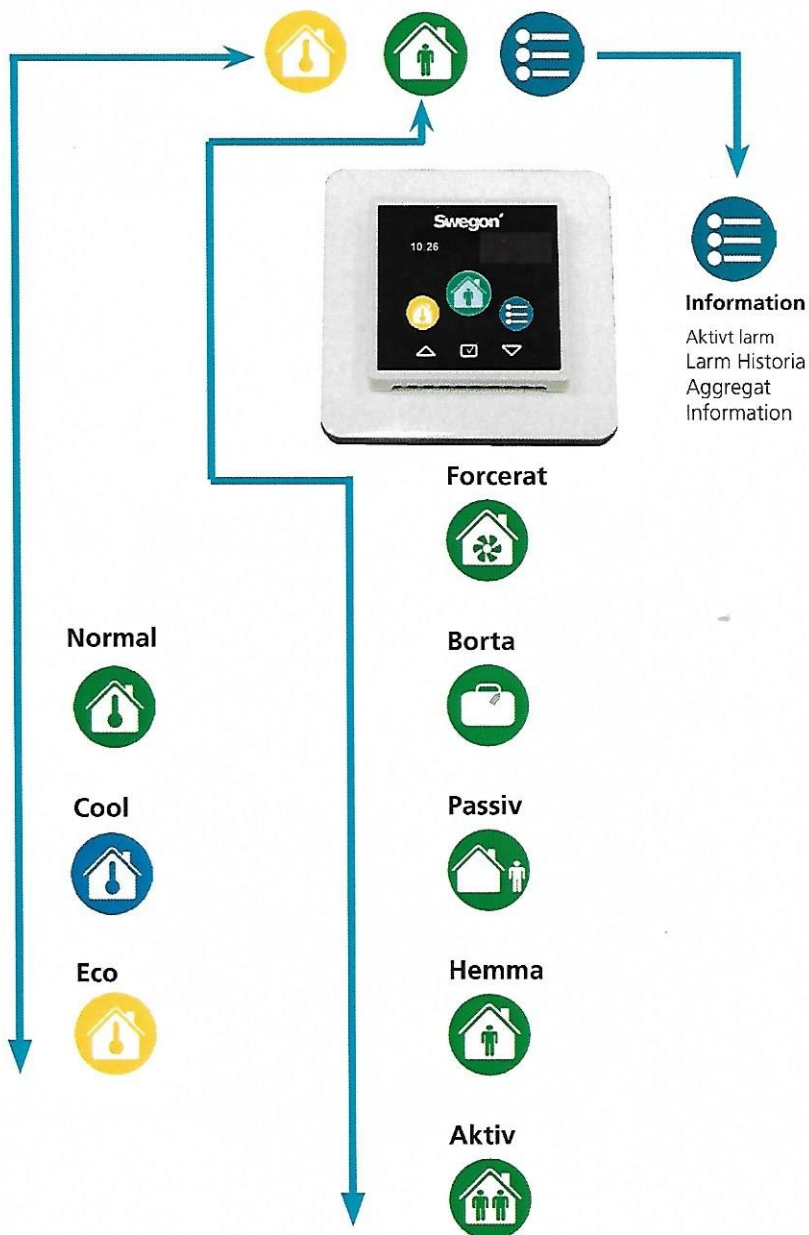 Swegon
10.26
Information
Aktivt larm
Larm Historia
Aggregat
Information
Forcerat
Normal
Borta
Cool
Passiv
Eco
Hemma
Aktiv